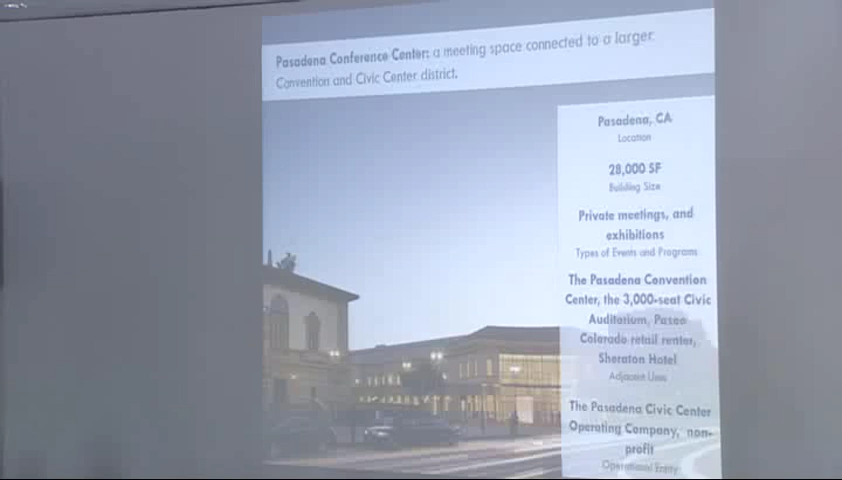 Pasadena Conference Center: a meeting space connected to a larger
Convention and Civic Center district.
Pasadena, CA
Location
28,000 SF
Building Size
Private meetings, and
exhibitions
Types of Events and Programs
The Pasadena Convention
Center, the 3,000-seat Civic
Auditorium, Paseo
Colorado retail renter,
Sheraton Hotel
Adjacent Uses
The Pasadena Civic Center
Operating Company, non-
profit
Operational Entity